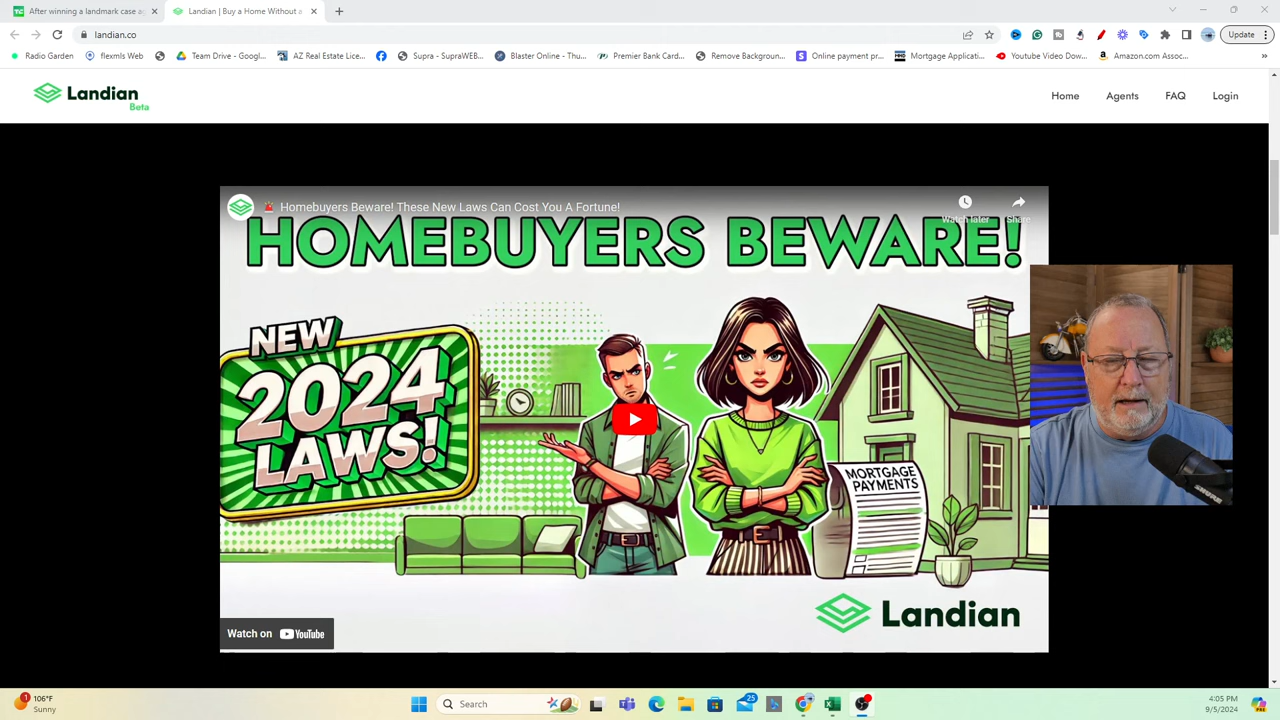 After winning a landmark case ag
Landian | Buy a Home Without a
landian.co
Update
Radio Garden
flexmls Web
Team Drive - Googl...
AZ Real Estate Lice...
Supra - SupraWEB...
Blaster Online - Thu...
Premier Bank Card...
Remove Backgroun...
Online payment pr...
Mortgage Applicati...
Youtube Video Dow...
Amazon.com Assoc...
Landian
Beta
Home
Agents
FAQ
Login
Homebuyers Beware! These New Laws Can Cost You A Fortune!
Watch later
Share
HOMEBUYERS BEWARE!
NEW
2024
LAWS!
MORTGAGE
PAYMENTS
Landian
Watch on YouTube
SHURE
1
106°F
Sunny
Search
25
4:05 PM
9/5/2024